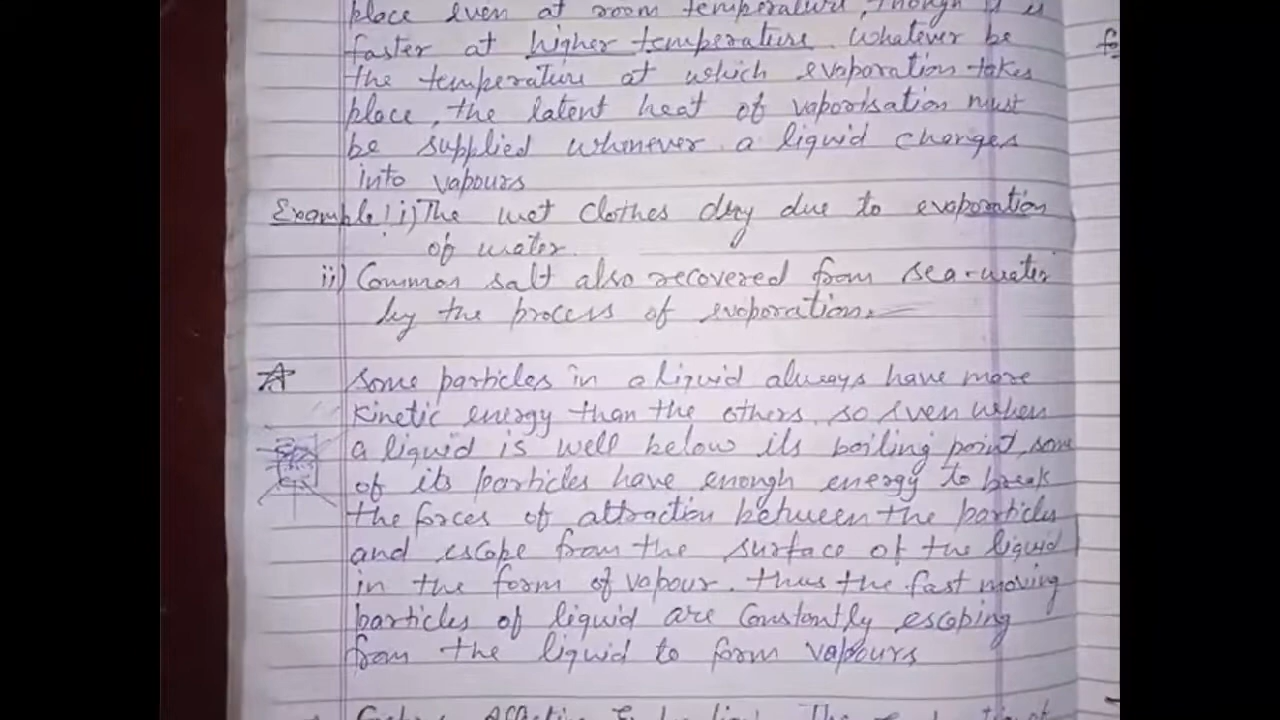 place even at room temperature, though it is
faster at higher temperature. Whatever be
the temperature at which evaporation takes
place, the latent heat of vaporisation must
be supplied whenever a liquid changes
into vapours
Example! i) The wet clothes dry due to evaporation
of water.
ii) Common salt also recovered from sea-water
by the process of evaporation.
Some particles in a liquid always have more
kinetic energy than the others. so even when
a liquid is well below its boiling point, some
of its particles have enough energy to break
the forces of attraction between the particles
and escape from the surface of the liquid
in the form of vapour. thus the fast moving
particles of liquid are constantly escaping
from the liquid to form vapours